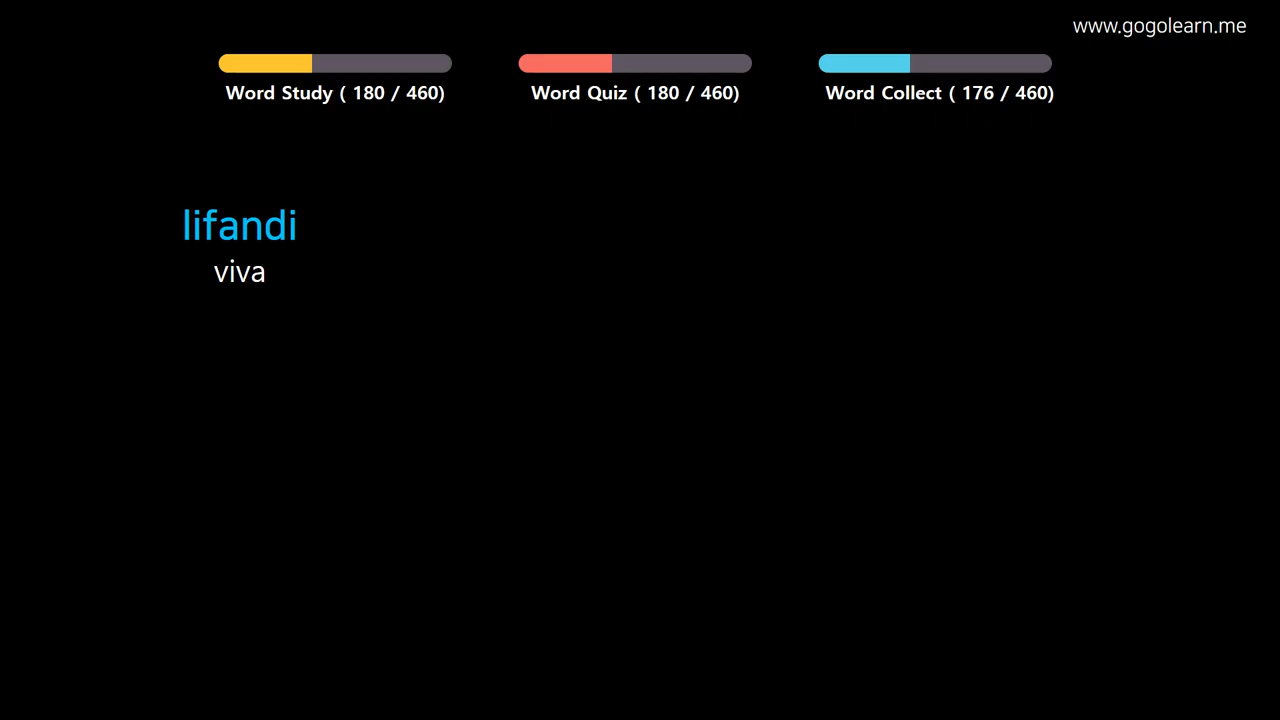 www.gogolearn.me
Word Study ( 180 / 460)
Word Quiz ( 180 / 460)
Word Collect ( 176 / 460)
lifandi
viva